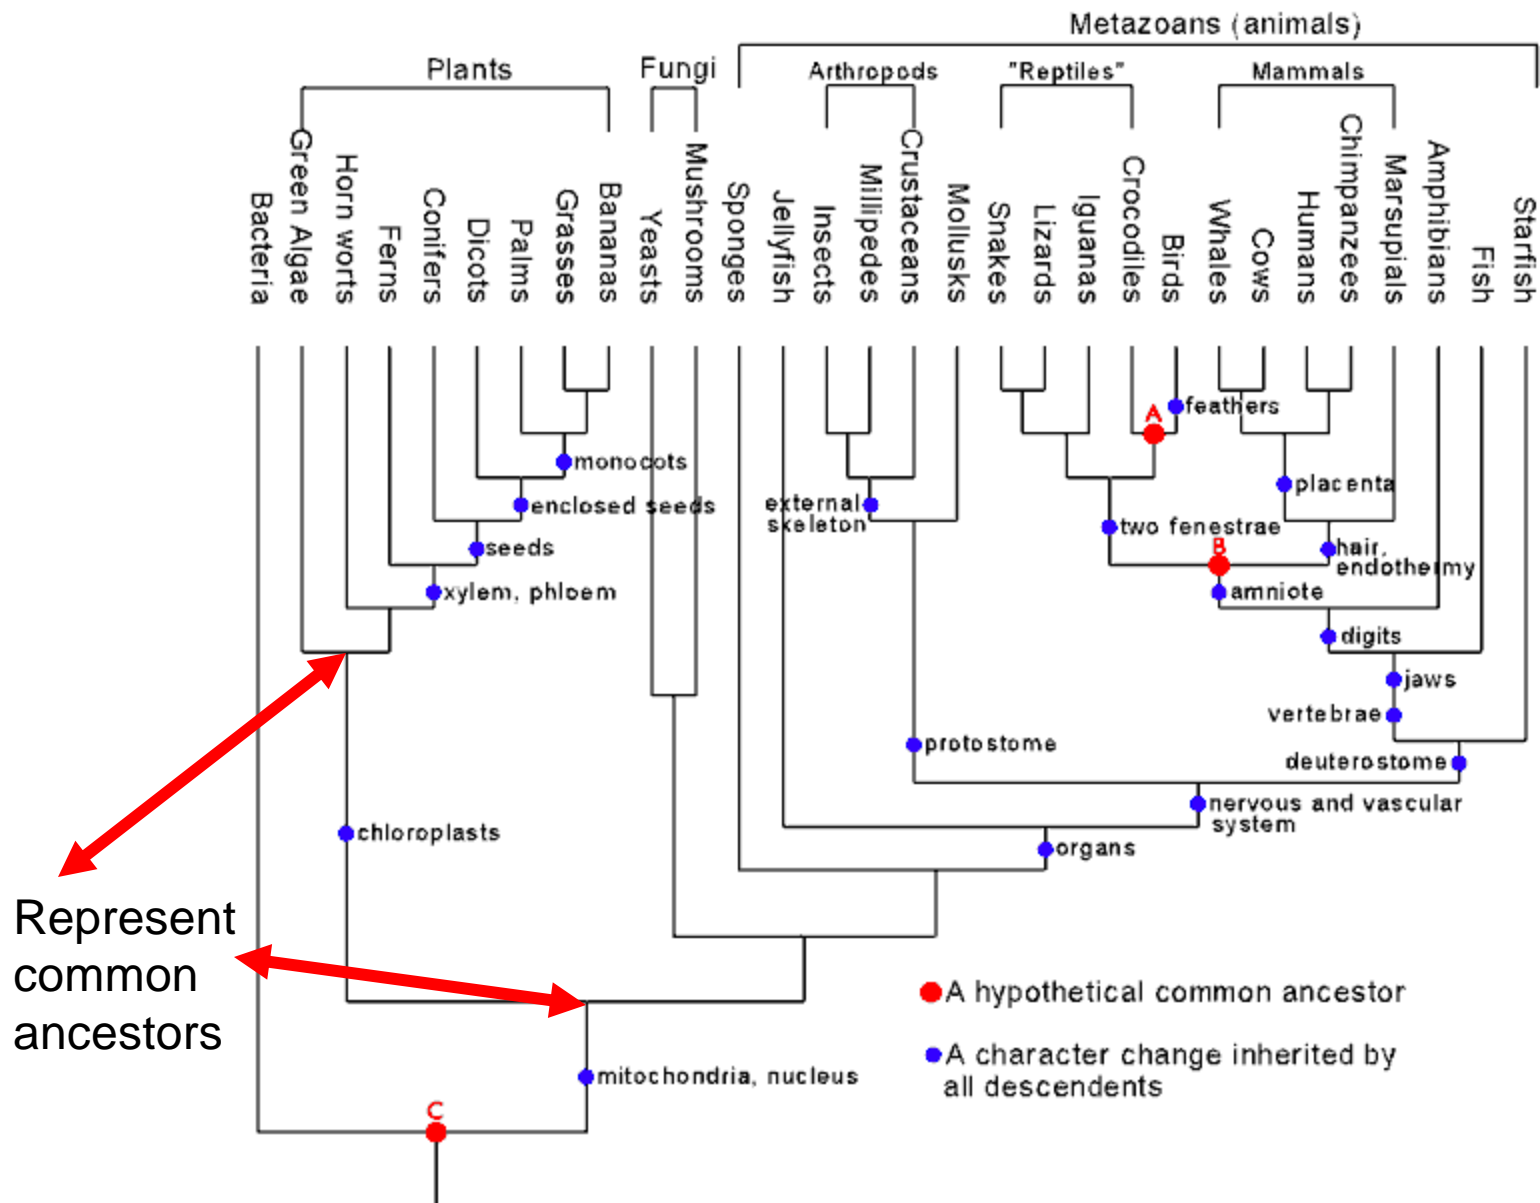 Metazoans (animals)
Plants
Fungi
Arthropods
"Reptiles"
Mammals
Bacteria
Green Algae
Horn worts
Ferns
Conifers
Dicots
Palms
Grasses
Bananas
Yeasts
Mushrooms
Sponges
Jellyfish
Insects
Millipedes
Crustaceans
Mollusks
Snakes
Lizards
Iguanas
Crocodiles
Birds
Whales
Cows
Humans
Chimpanzees
Marsupials
Amphibians
Fish
Starfish
A
feathers
monocots
placenta
enclosed seeds
external
skeleton
two fenestrae
seeds
B
hair,
endothermy
xylem, phloem
amniote
digits
jaws
vertebrae
protostome
deuterostome
nervous and vascular
system
chloroplasts
organs
Represent
common
ancestors
A hypothetical common ancestor
A character change inherited by
all descendents
mitochondria, nucleus
C